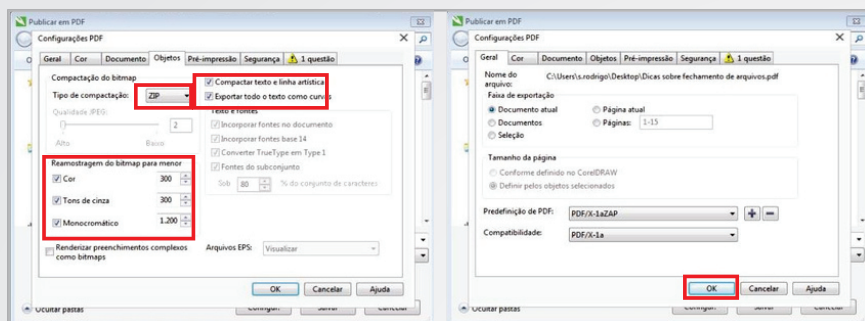 Publicar em PDF
Configurações PDF
Geral Cor Documento Objetos Pré-impressão Segurança 1 questão
Compactação do bitmap
Tipo de compactação: ZIP
Qualidade JPEG:
2
Alto Baixo
Compactar texto e linha artística
Exportar todo o texto como curvas
Texto e fontes
Incorporar fontes no documento
Incorporar fontes base 14
Converter TrueType em Type 1
Fontes do subconjunto
Sob 80 % do conjunto de caracteres
Reamostragem do bitmap para menor
Cor 300
Tons de cinza 300
Monocromático 1.200
Renderizar preenchimentos complexos
como bitmaps
Arquivos EPS: Visualizar
OK Cancelar Ajuda
Ocultar pastas
Publicar em PDF
Configurações PDF
Geral Cor Documento Objetos Pré-impressão Segurança 1 questão
Nome do
arquivo: C:\Users\s.rodrigo\Desktop\Dicas sobre fechamento de arquivos.pdf
Faixa de exportação
Documento atual Página atual
Documentos Páginas: 1-15
Seleção
Tamanho da página
Conforme definido no CorelDRAW
Definir pelos objetos selecionados
Predefinição de PDF: PDF/X-1aZAP
Compatibilidade: PDF/X-1a
OK Cancelar Ajuda
Ocultar pastas